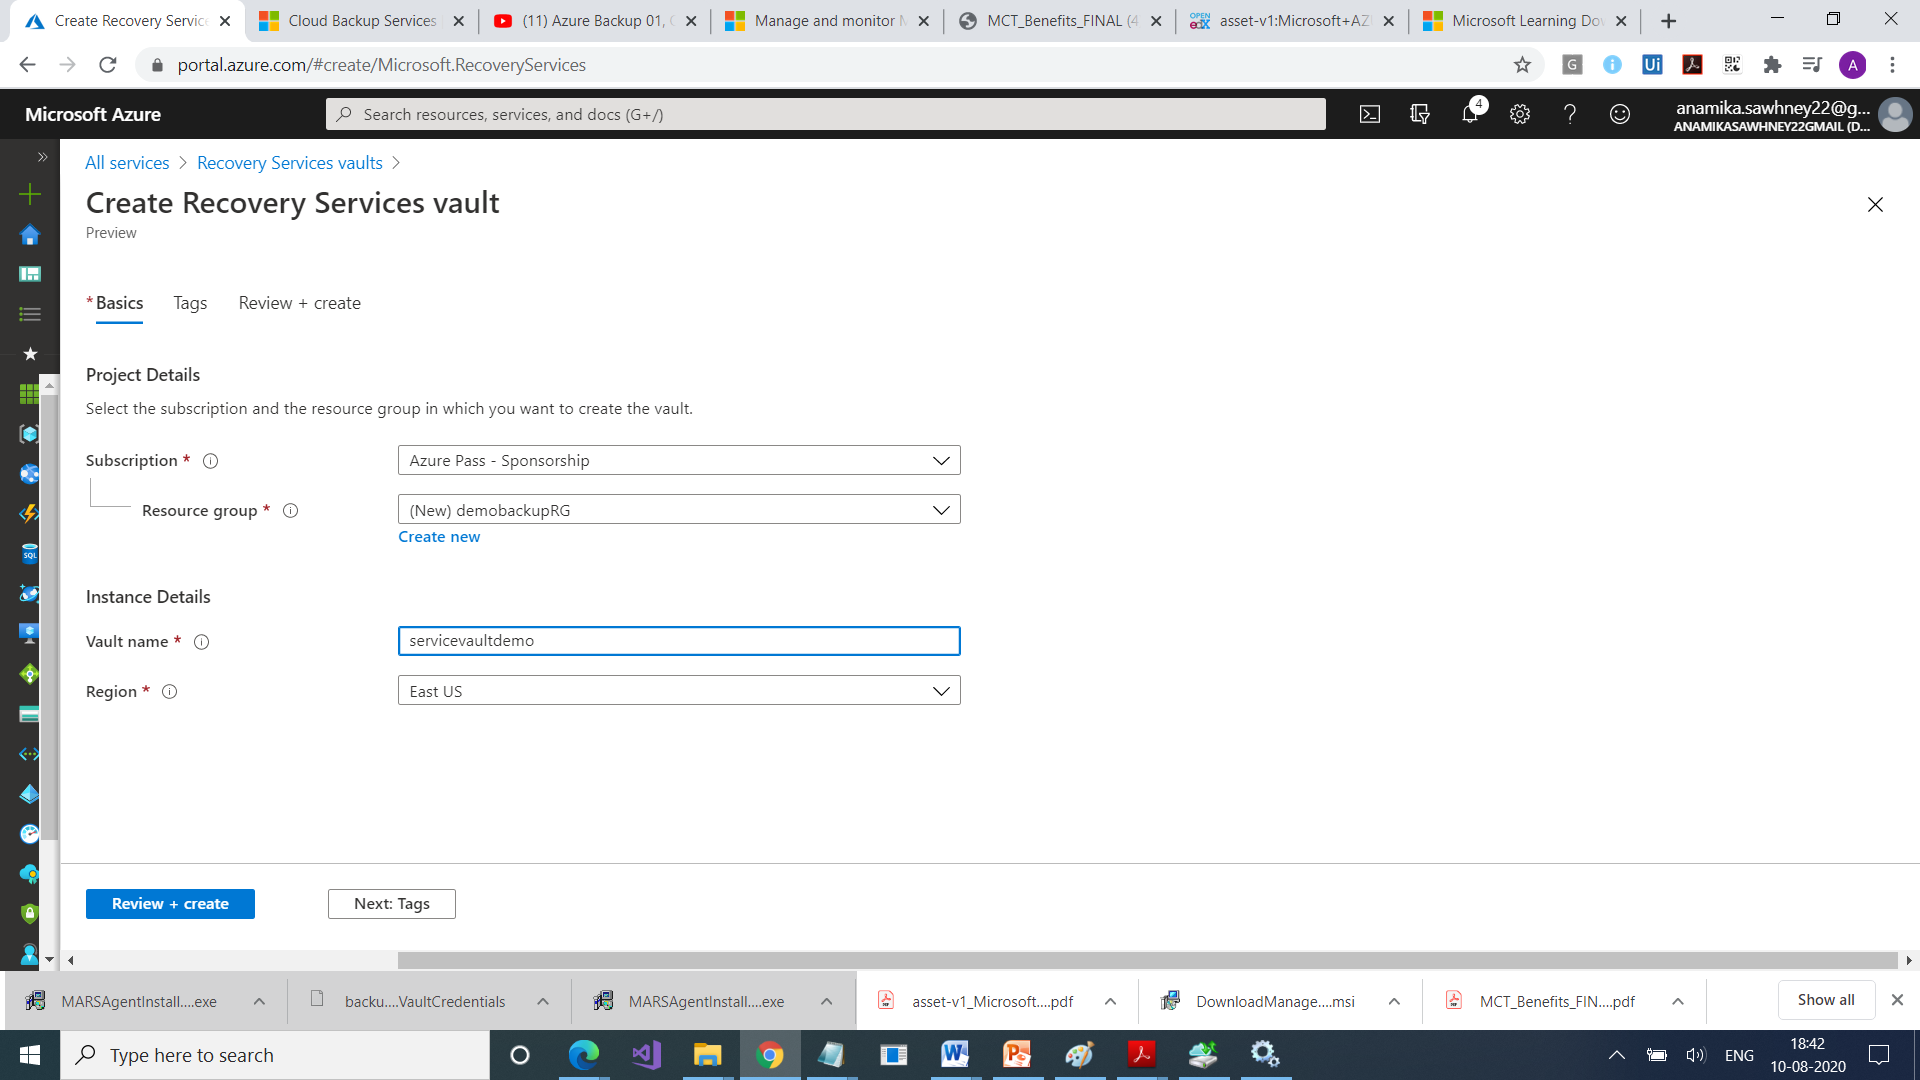 Create Recovery Service
Cloud Backup Services
(11) Azure Backup 01,
Manage and monitor
MCT_Benefits_FINAL (4
asset-v1:Microsoft+AZ
Microsoft Learning Do
portal.azure.com/#create/Microsoft.RecoveryServices
Microsoft Azure
Search resources, services, and docs (G+/)
4
anamika.sawhney22@g...
ANAMIKASAWHNEY22GMAIL (D...
All services > Recovery Services vaults >
Create Recovery Services vault
Preview
* Basics Tags Review + create
Project Details
Select the subscription and the resource group in which you want to create the vault.
Subscription * Azure Pass - Sponsorship
Resource group * (New) demobackupRG
Create new
Instance Details
Vault name * servicevaultdemo
Region * East US
Review + create Next: Tags
MARSAgentInstall....exe
backu....VaultCredentials
MARSAgentInstall....exe
asset-v1_Microsoft....pdf
DownloadManage....msi
MCT_Benefits_FIN....pdf
Show all
Type here to search
ENG
18:42
10-08-2020